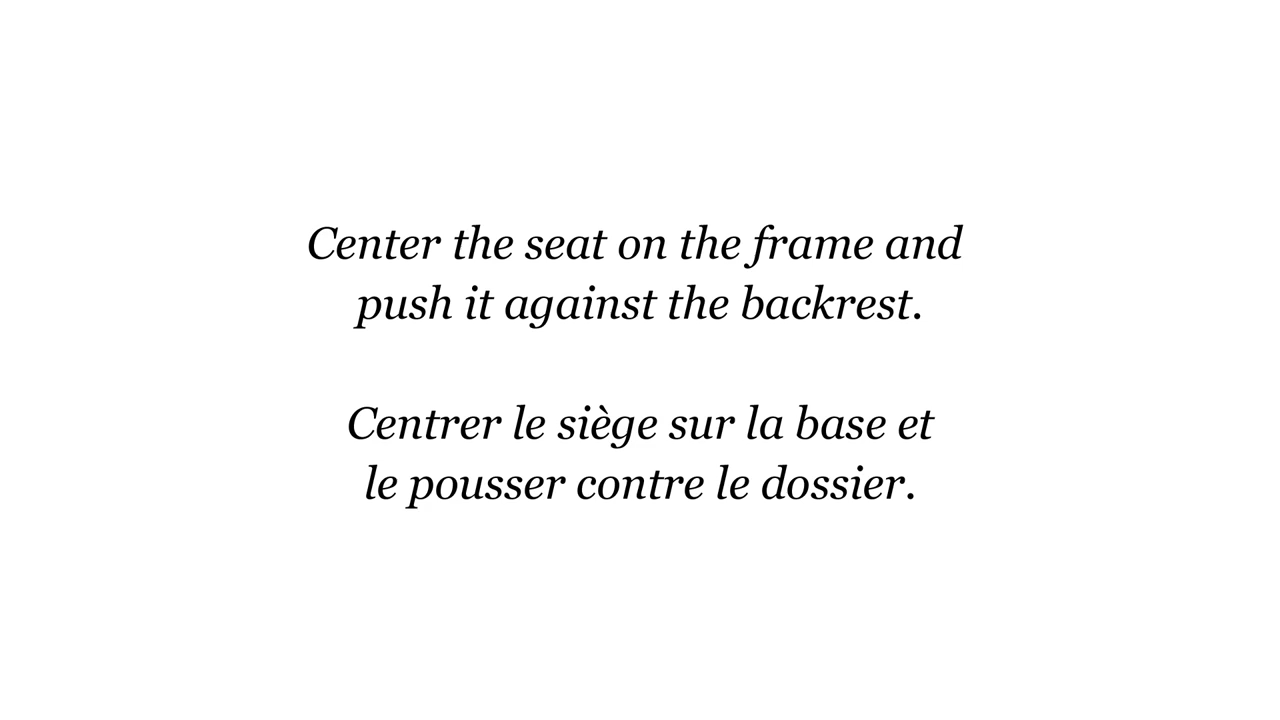 Center the seat on the frame and
push it against the backrest.
Centrer le siège sur la base et
le pousser contre le dossier.